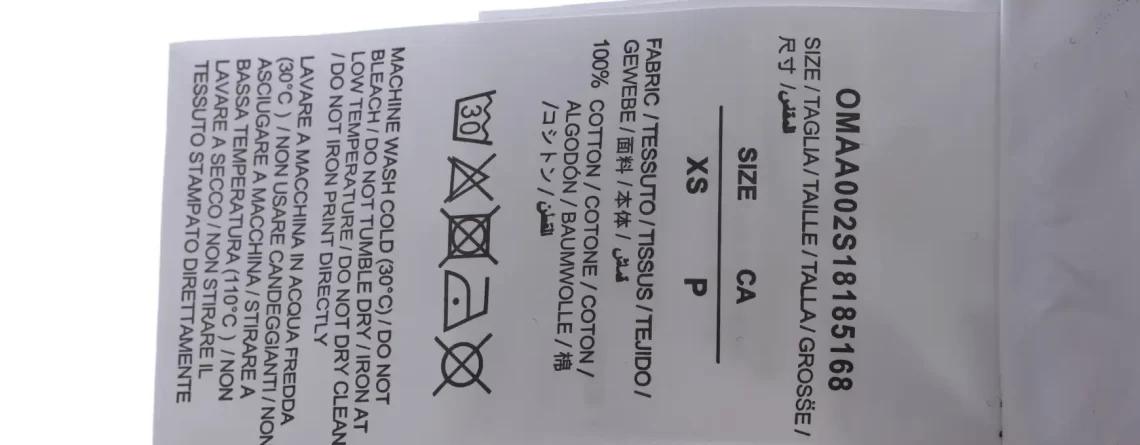 OMAA002S18185168
SIZE / TAGLIA / TAILLE / TALLA / GROSSE /
尺寸 / المقاس
SIZE CA
XS P
FABRIC / TESSUTO / TISSUS / TEJIDO /
GEWEBE / 面料 / 本体 / قماش
100% COTTON / COTONE / COTON /
ALGODÓN / BAUMWOLLE / 棉
/ コシトン / القطن
30
MACHINE WASH COLD (30°C) / DO NOT
BLEACH / DO NOT TUMBLE DRY / IRON AT
LOW TEMPERATURE / DO NOT DRY CLEAN
/ DO NOT IRON PRINT DIRECTLY
LAVARE A MACCHINA IN ACQUA FREDDA
(30°C ) / NON USARE CANDEGGIANTI / NON
ASCIUGARE A MACCHINA / STIRARE A
BASSA TEMPERATURA (110°C ) / NON
LAVARE A SECCO / NON STIRARE IL
TESSUTO STAMPATO DIRETTAMENTE